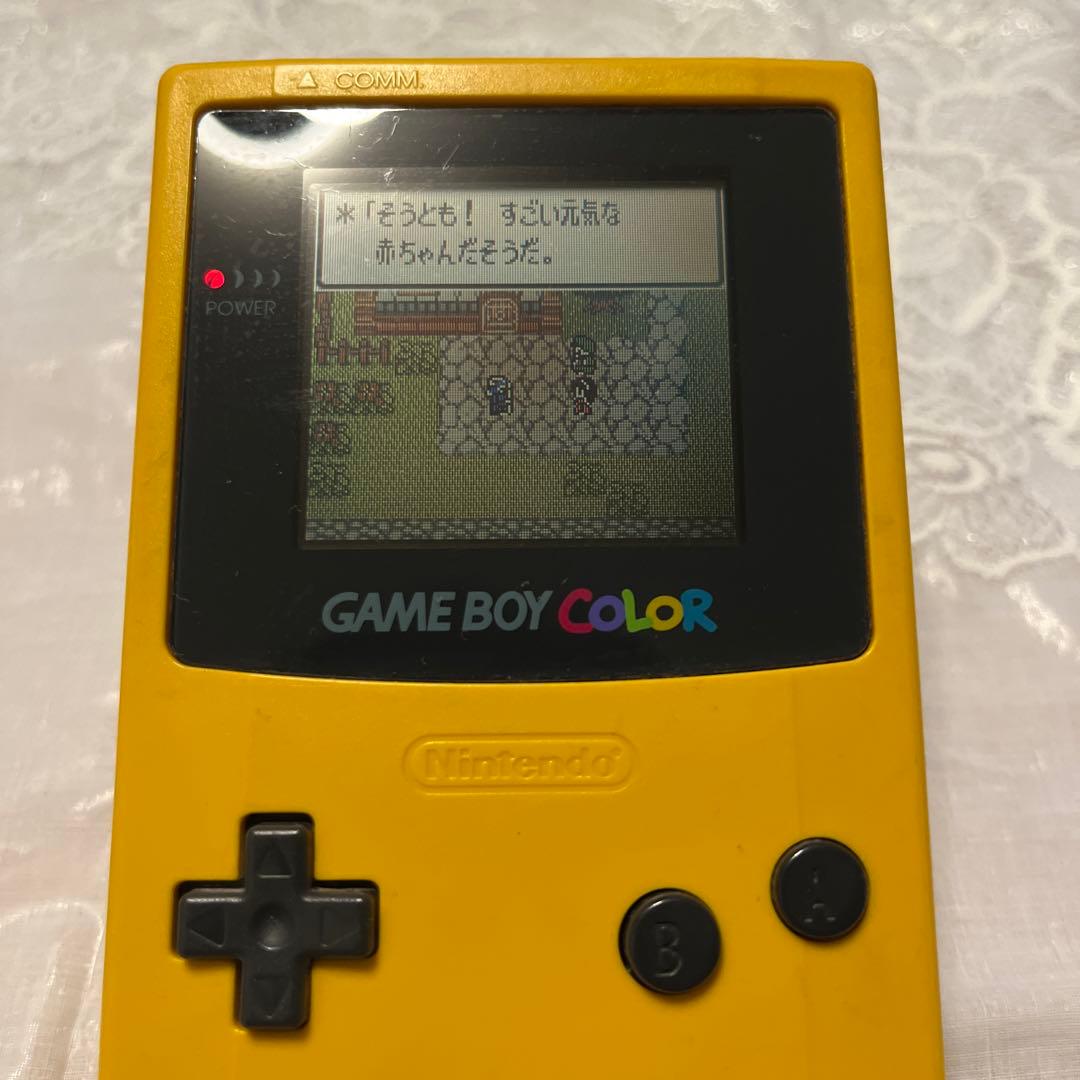 COMM.
*「そうとも！ すごい元気な
赤ちゃんだそうだ。
POWER
GAME BOY COLOR
Nintendo
A
B